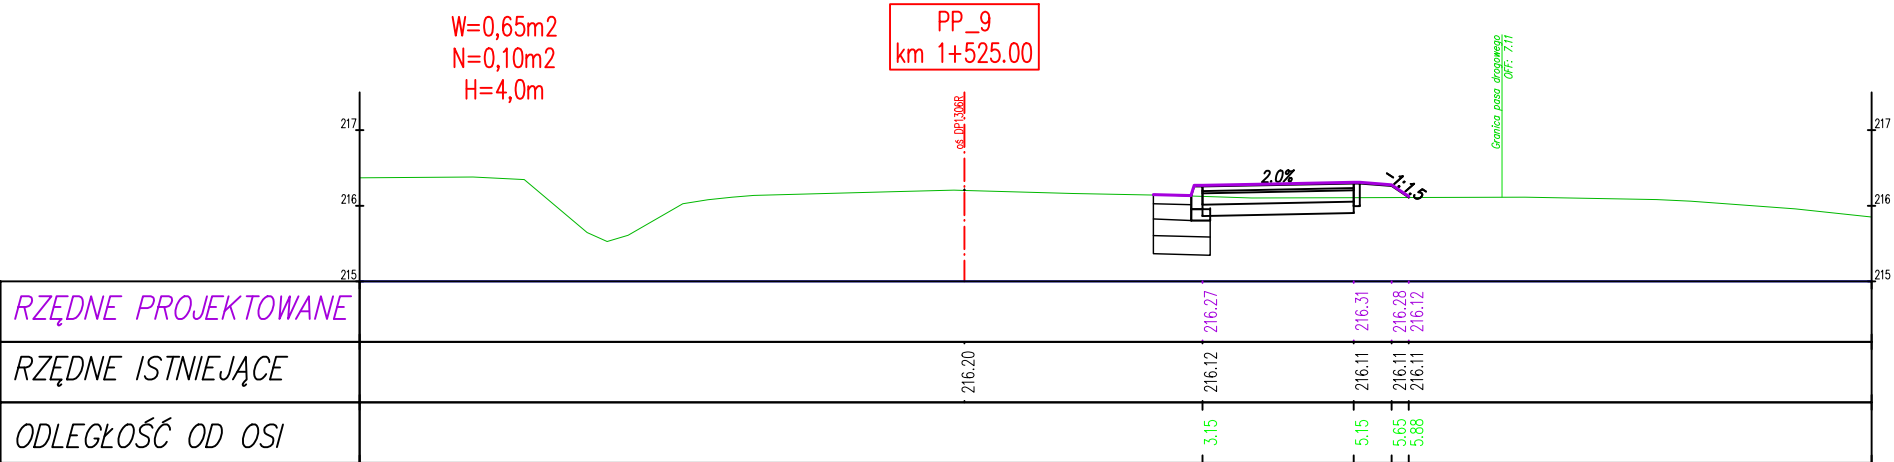 W=0,65m2
N=0,10m2
H=4,0m
PP_9
km 1+525.00
oś DP1306R
Granica pasa drogowego
OFF: 7.11
217
216
215
217
216
215
2.0%
-1:1.5
RZĘDNE PROJEKTOWANE
216.27
216.31
216.28
216.12
RZĘDNE ISTNIEJĄCE
216.20
216.12
216.11
216.11
216.11
ODLEGŁOŚĆ OD OSI
3.15
5.15
5.65
5.88